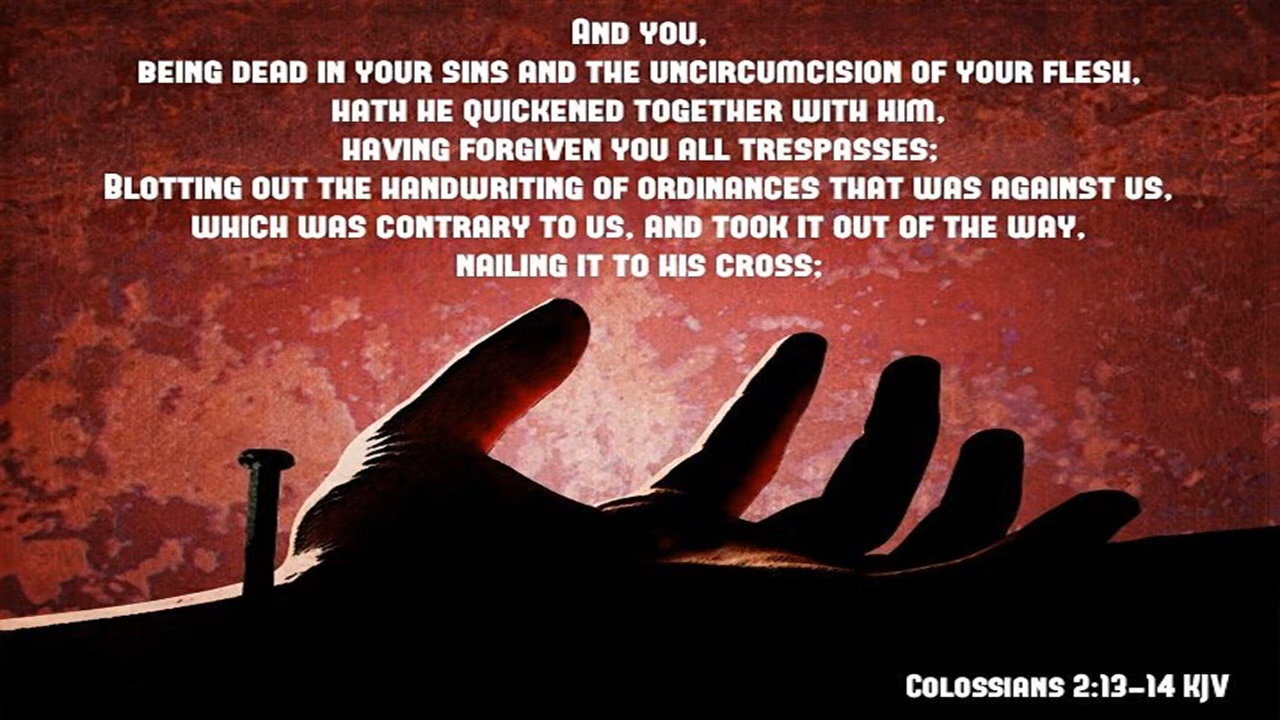 And you,
being dead in your sins and the uncircumcision of your flesh,
hath he quickened together with him,
having forgiven you all trespasses;
Blotting out the handwriting of ordinances that was against us,
which was contrary to us, and took it out of the way,
nailing it to his cross;
Colossians 2:13-14 KJV